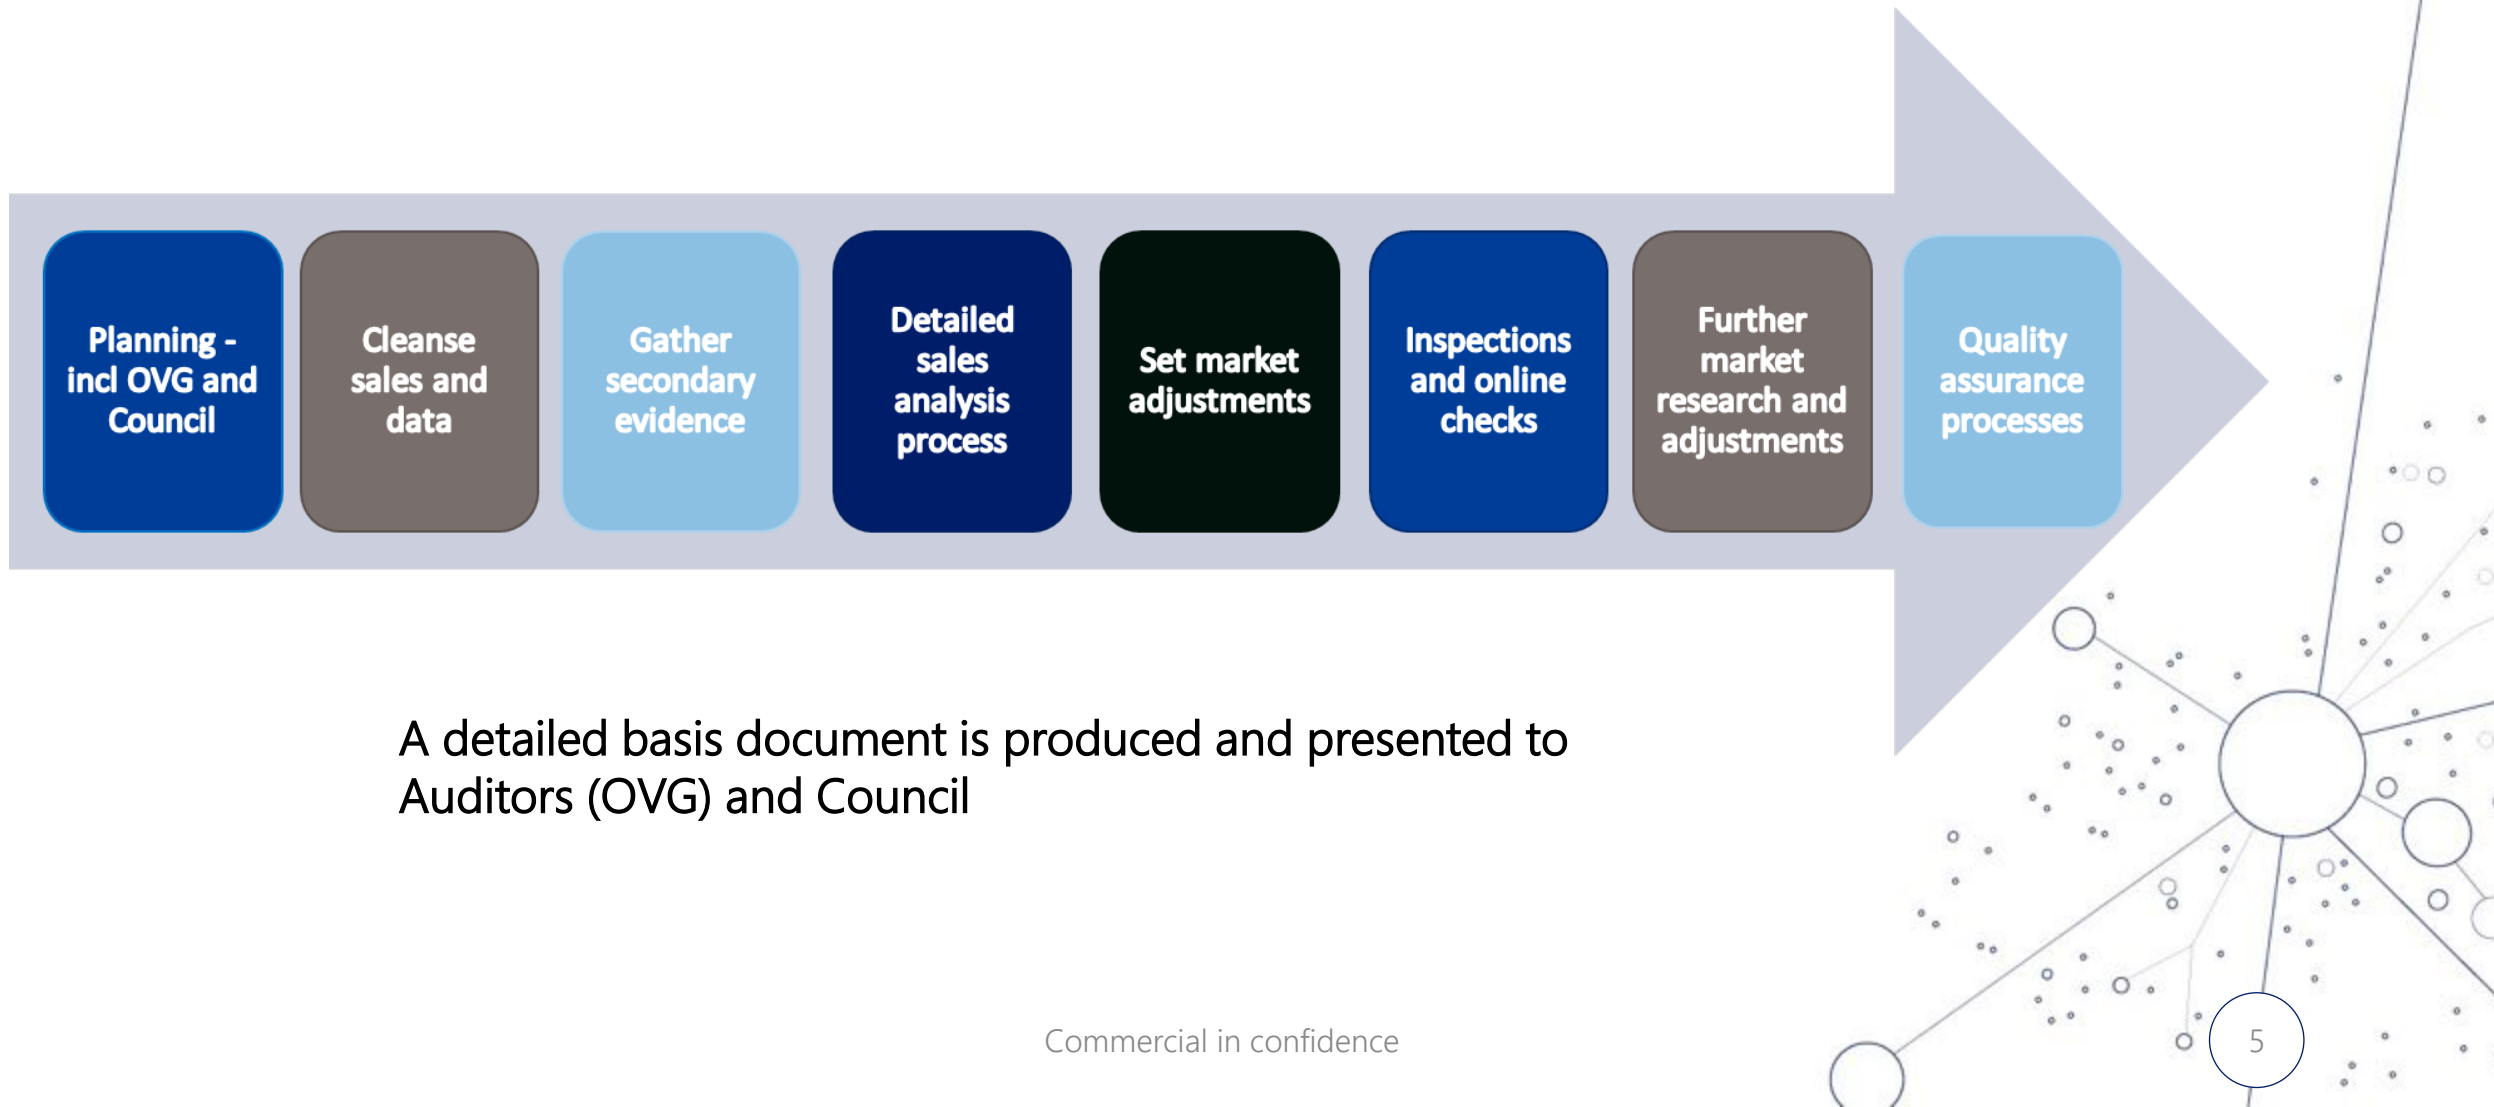 Planning -
incl OVG and
Council
Cleanse
sales and
data
Gather
secondary
evidence
Detailed
sales
analysis
process
Set market
adjustments
Inspections
and online
checks
Further
market
research and
adjustments
Quality
assurance
processes
A detailed basis document is produced and presented to
Auditors (OVG) and Council
Commercial in confidence
5